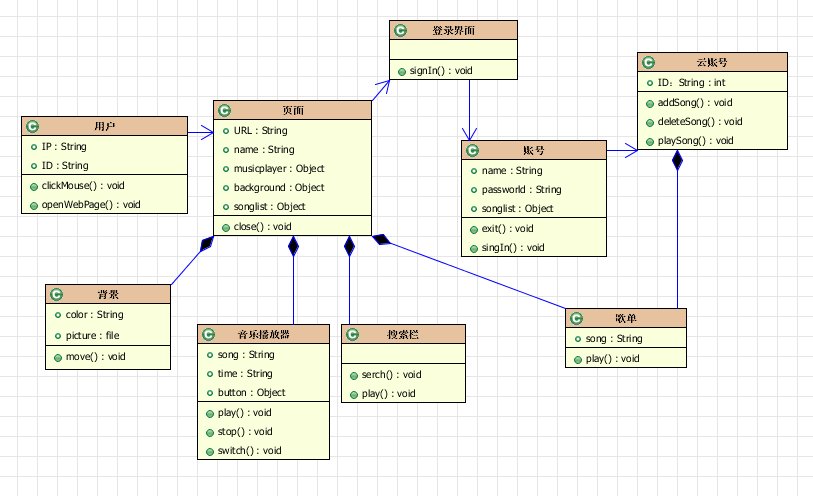 登录界面
signIn() : void
云账号
ID：String : int
addSong() : void
deleteSong() : void
playSong() : void
用户
IP : String
ID : String
clickMouse() : void
openWebPage() : void
页面
URL : String
name : String
musicplayer : Object
background : Object
songlist : Object
close() : void
账号
name : String
passworld : String
songlist : Object
exit() : void
singIn() : void
背景
color : String
picture : file
move() : void
音乐播放器
song : String
time : String
button : Object
play() : void
stop() : void
switch() : void
搜索栏
serch() : void
play() : void
歌单
song : String
play() : void